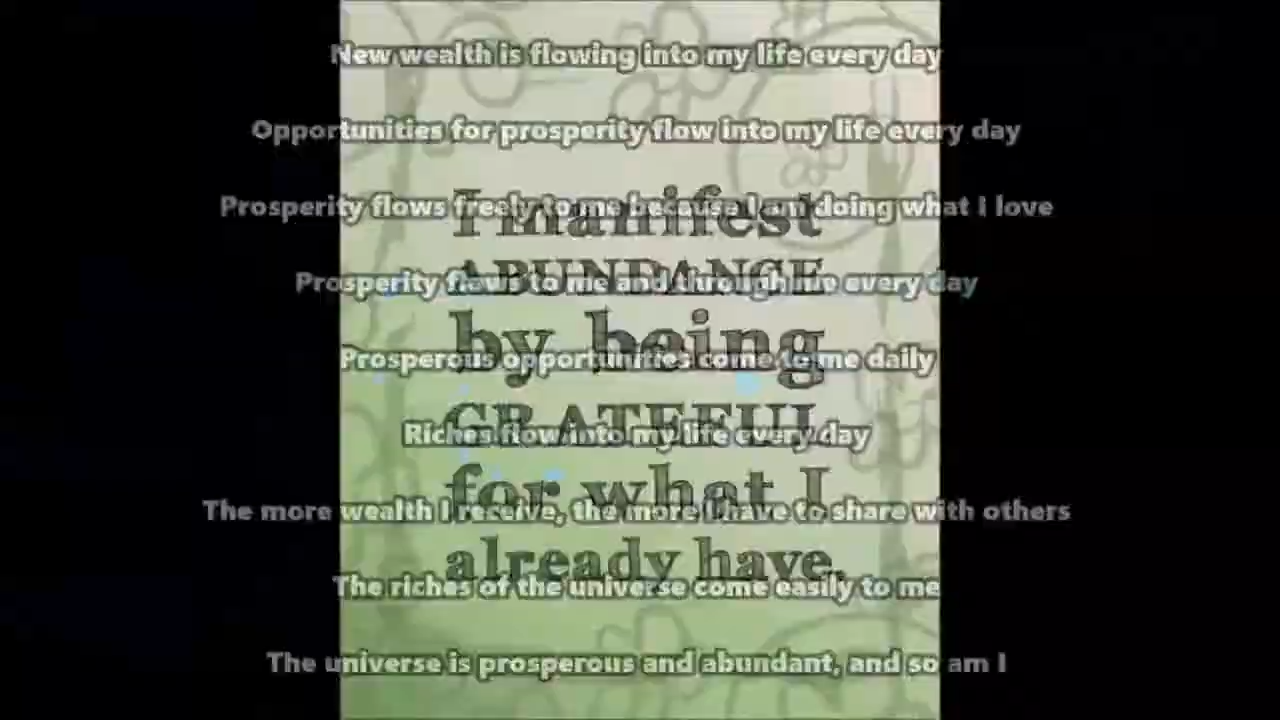 New wealth is flowing into my life every day
Opportunities for prosperity flow into my life every day
Prosperity flows freely to me because I am doing what I love
I manifest
Prosperity flows to me and through me every day
ABUNDANCE
by being
Prosperous opportunities come to me daily
GRATEFUL
Riches flow into my life every day
for what I
The more wealth I receive, the more I have to share with others
already have.
The riches of the universe come easily to me
The universe is prosperous and abundant, and so am I